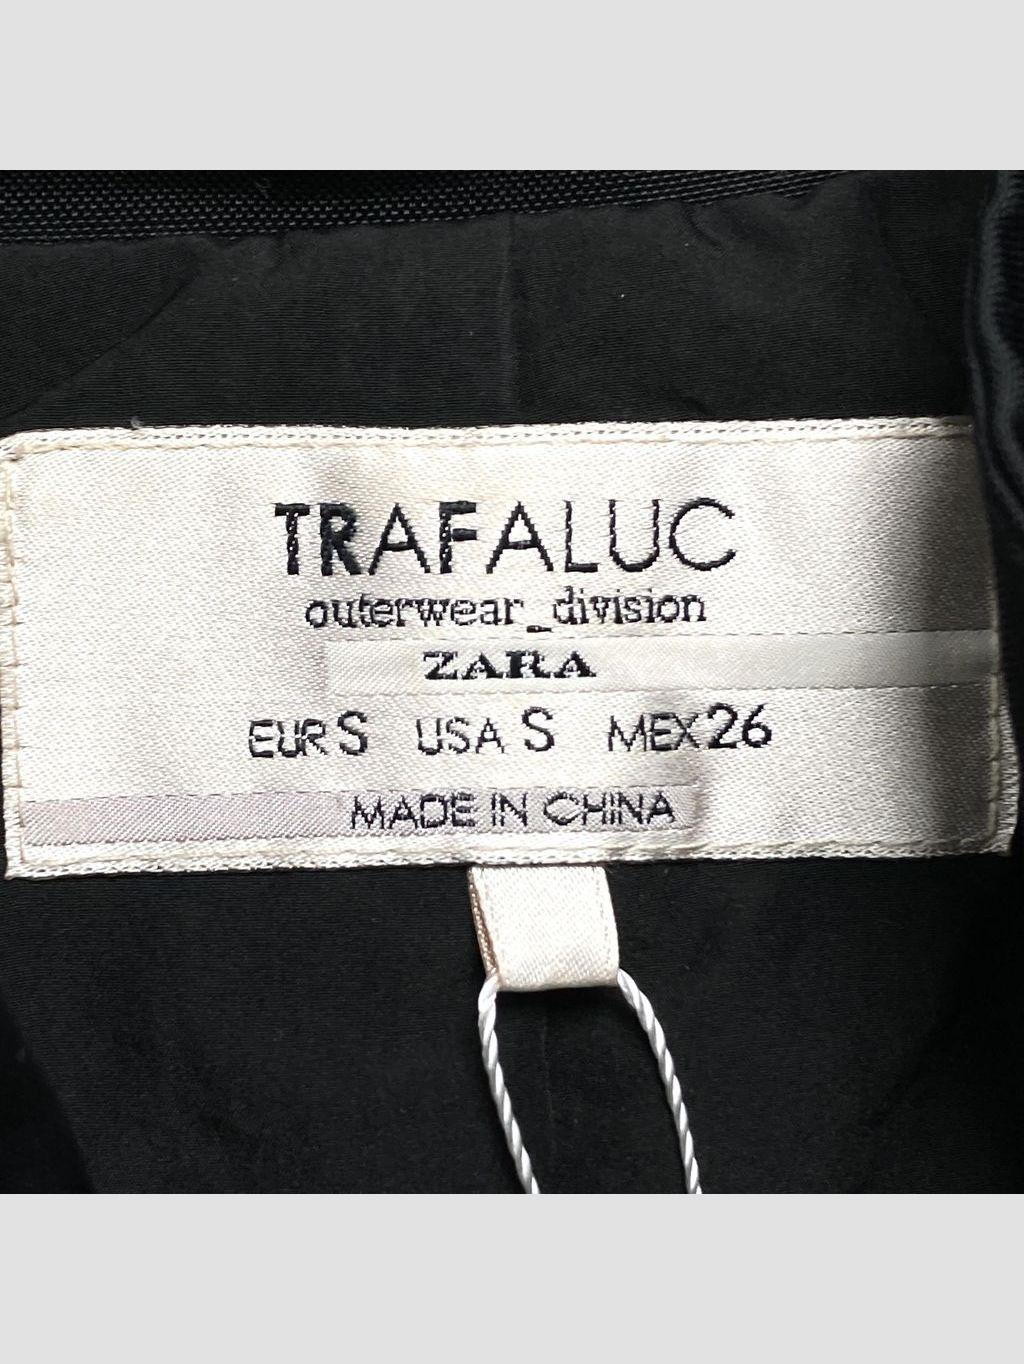 TRAFALUC
outerwear_division
ZARA
EUR S USA S MEX 26
MADE IN CHINA